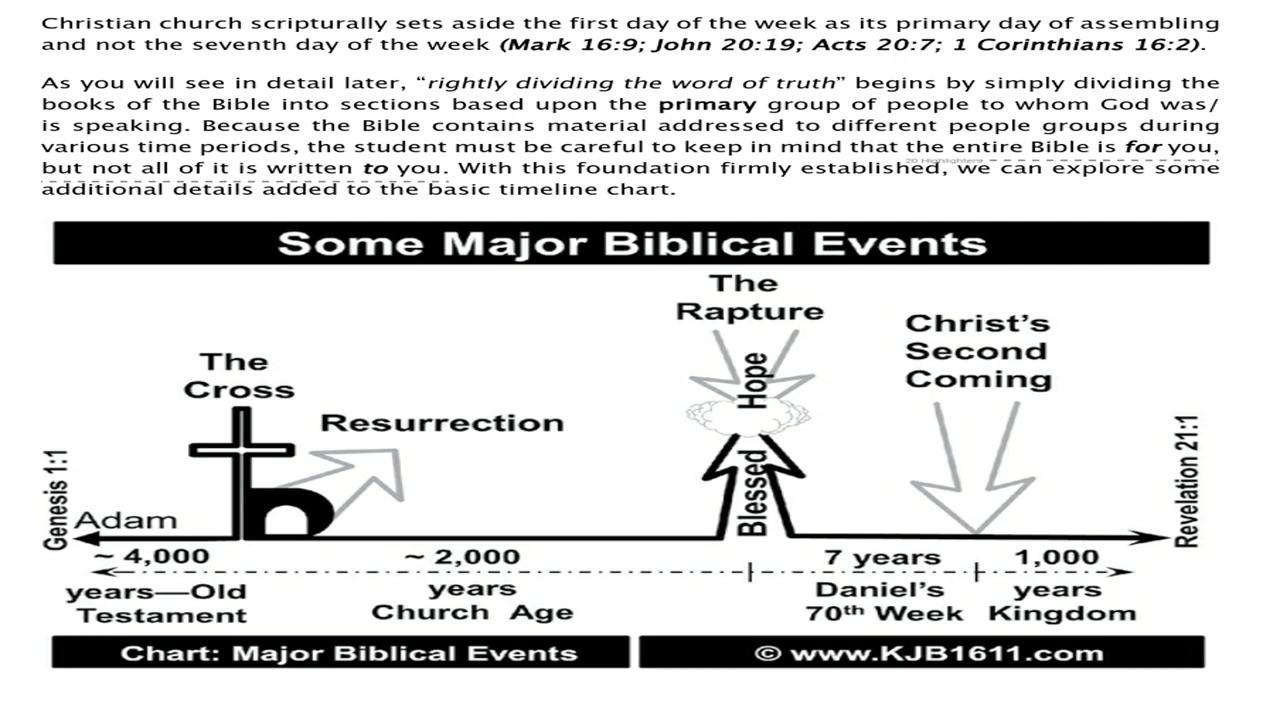 Christian church scripturally sets aside the first day of the week as its primary day of assembling
and not the seventh day of the week (Mark 16:9; John 20:19; Acts 20:7; 1 Corinthians 16:2).
As you will see in detail later, “rightly dividing the word of truth” begins by simply dividing the
books of the Bible into sections based upon the primary group of people to whom God was/
is speaking. Because the Bible contains material addressed to different people groups during
various time periods, the student must be careful to keep in mind that the entire Bible is for you,
20 Highlighters
but not all of it is written to you. With this foundation firmly established, we can explore some
additional details added to the basic timeline chart.
Some Major Biblical Events
The
Rapture
Christ’s
Second
Coming
The
Cross
Hope
Resurrection
Blessed
Genesis 1:1
Adam
Revelation 21:1
~ 4,000
~ 2,000
7 years
1,000
years—Old
Testament
years
Church Age
Daniel’s
70th Week
years
Kingdom
Chart: Major Biblical Events
© www.KJB1611.com